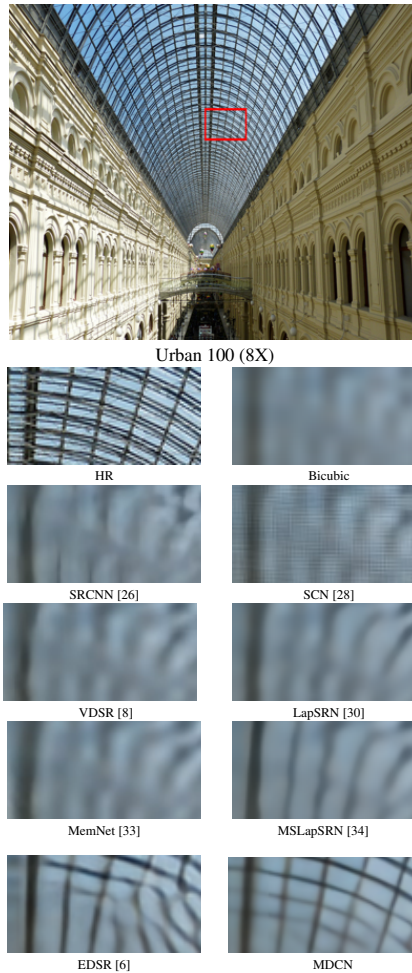 Urban 100 (8X)
HR
Bicubic
SRCNN [26]
SCN [28]
VDSR [8]
LapSRN [30]
MemNet [33]
MSLapSRN [34]
EDSR [6]
MDCN